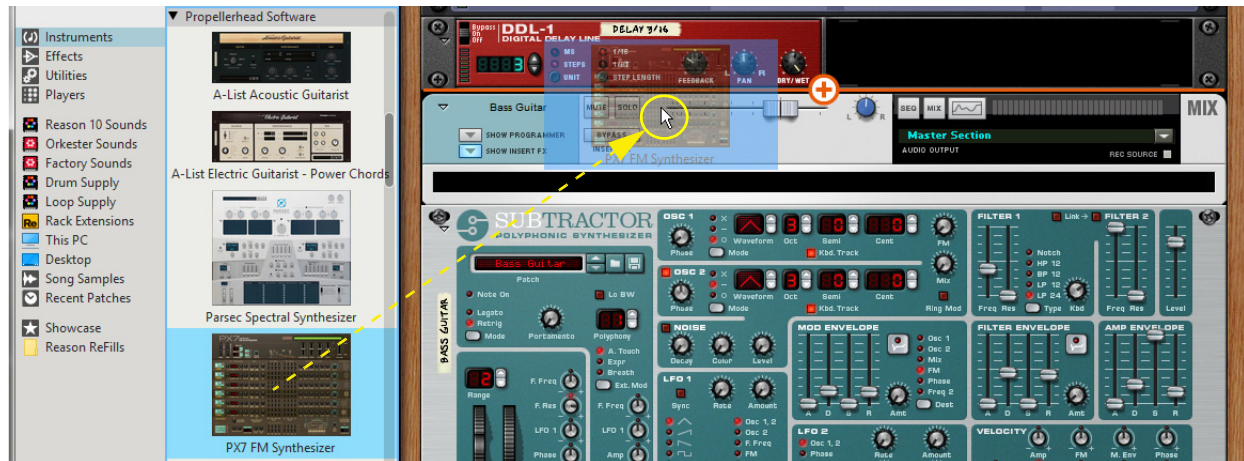 Instruments
Effects
Utilities
Players
Reason 10 Sounds
Orkester Sounds
Factory Sounds
Drum Supply
Loop Supply
Re Rack Extensions
This PC
Desktop
Song Samples
Recent Patches
Showcase
Reason ReFills
Propellerhead Software
A-List Acoustic Guitarist
A-List Electric Guitarist - Power Chords
Parsec Spectral Synthesizer
PX7
PX7 FM Synthesizer
Bypass
On
Off
DDL-1
DIGITAL DELAY LINE
DELAY 3/16
MS
STEPS
UNIT
1/16
STEP LENGTH
FEEDBACK
L R
PAN
DRY/WET
Bass Guitar
MUTE SOLO
L R
SEQ MIX
MIX
SHOW PROGRAMMER
SHOW INSERT FX
BYPASS
INSERT
PX7 FM Synthesizer
Master Section
AUDIO OUTPUT
REC SOURCE
SUBTRACTOR
POLYPHONIC SYNTHESIZER
Bass Guitar
Patch
Note On
Lo BW
Legato
Retrig
Mode
Portamento
Polyphony
BASS GUITAR
A. Touch
Expr
Breath
Ext. Mod
2
Range
F. Freq
F. Res
F. Freq
LFO 1
LFO 1
Phase
Amp
OSC 1
Phase
Mode
Waveform
Oct
Semi
Cent
Kbd. Track
FM
OSC 2
Phase
Mode
Waveform
Oct
Semi
Cent
Kbd. Track
Mix
Ring Mod
NOISE
Decay
Color
Level
LFO 1
Sync
Rate
Amount
Osc 1, 2
Osc 2
F. Freq
FM
MOD ENVELOPE
A D S R
Amt
Osc 1
Osc 2
Mix
FM
Phase
Freq 2
Dest
LFO 2
Osc 1, 2
Phase
Rate
Amount
FILTER 1
Link
FILTER 2
Notch
HP 12
BP 12
LP 12
LP 24
Freq Res
Type
Kbd
Freq Res
Level
FILTER ENVELOPE
A D S R
Amt
AMP ENVELOPE
A D S R
VELOCITY
Amp
FM
M. Env
Phase